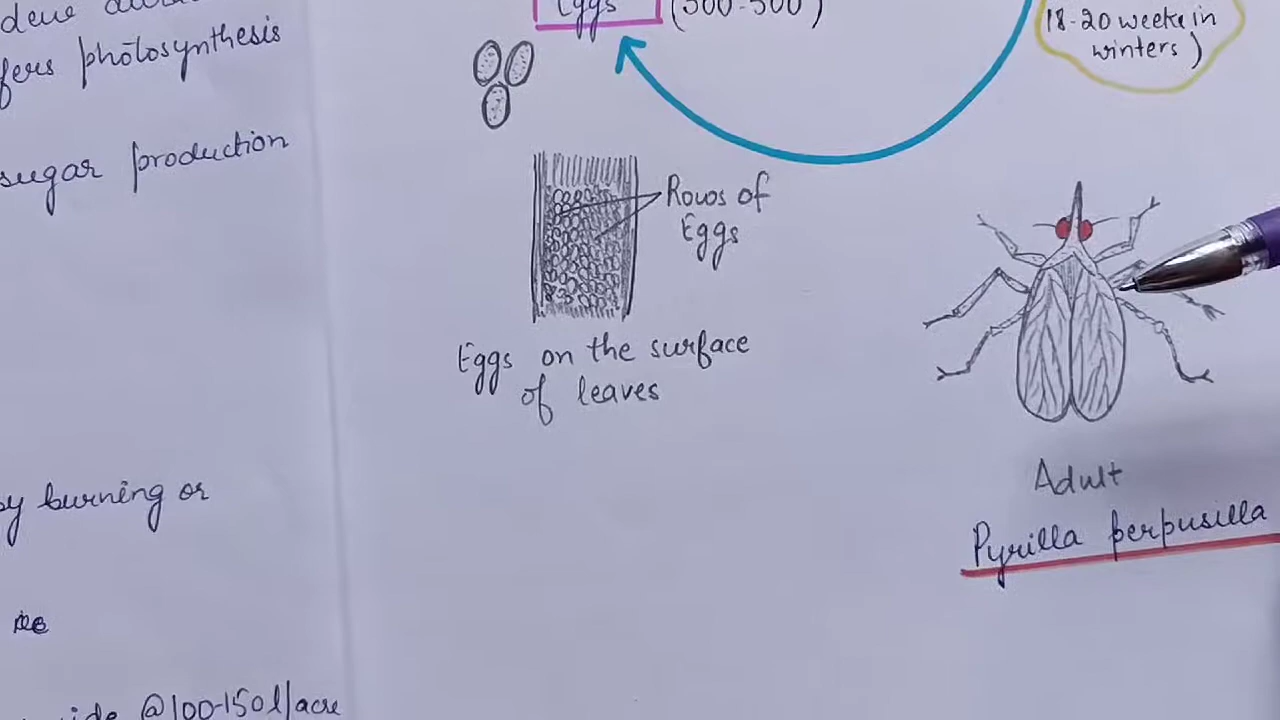 fers photosynthesis
sugar production
by burning or
@100-150l/acre
Eggs (300-500)
18-20 weeks in
winters)
Rows of
Eggs
Eggs on the surface
of leaves
Adult
Pyrilla perpusilla